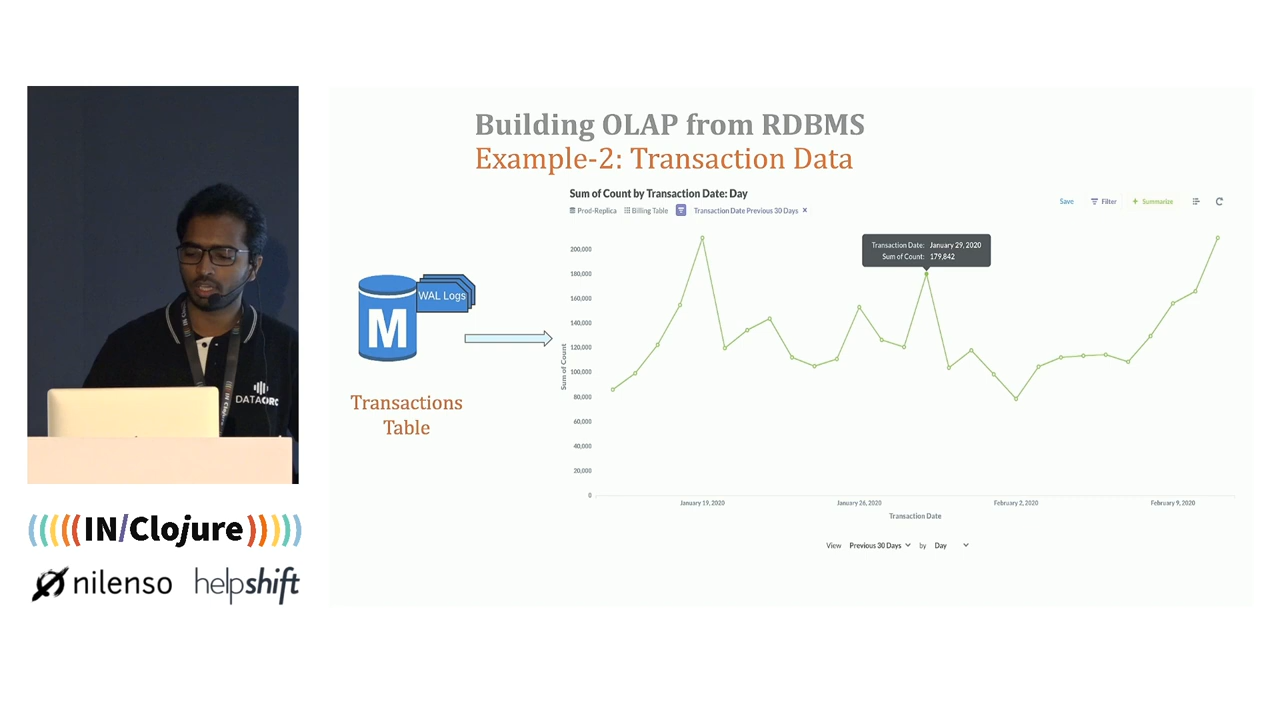 Building OLAP from RDBMS
Example-2: Transaction Data
Sum of Count by Transaction Date: Day
Prod-Replica Billing Table Transaction Date Previous 30 Days ×
Save Filter + Summarize
Transaction Date: January 29, 2020
Sum of Count: 179,842
WAL Logs
M
Transactions
Table
Sum of Count
200,000
180,000
160,000
140,000
120,000
100,000
80,000
60,000
40,000
20,000
0
January 19, 2020 January 26, 2020 February 2, 2020 February 9, 2020
Transaction Date
View Previous 30 Days by Day
DATAORC
((((( IN/Clojure )))))
nilenso helpshift